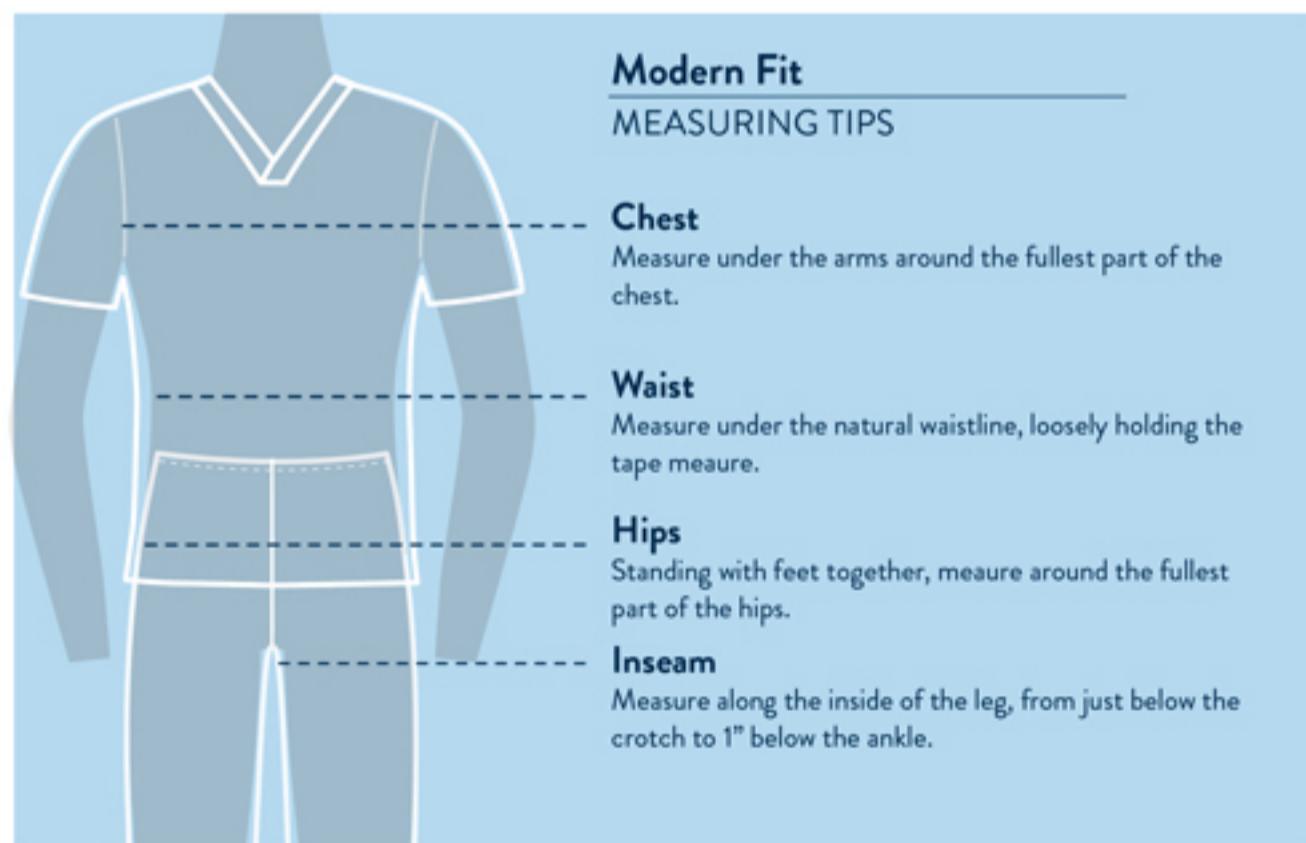 Modern Fit
MEASURING TIPS
Chest
Measure under the arms around the fullest part of the
chest.
Waist
Measure under the natural waistline, loosely holding the
tape meaure.
Hips
Standing with feet together, meaure around the fullest
part of the hips.
Inseam
Measure along the inside of the leg, from just below the
crotch to 1” below the ankle.